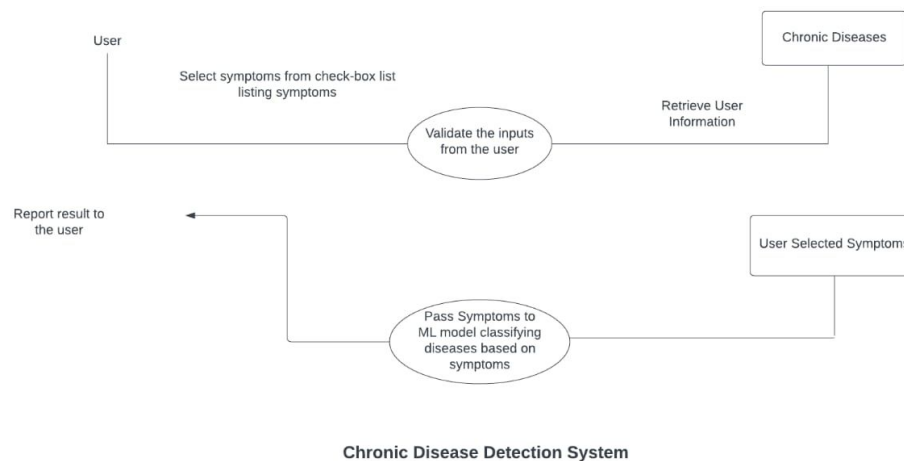 User
Chronic Diseases
Select symptoms from check-box list
listing symptoms
Retrieve User
Information
Validate the inputs
from the user
Report result to
the user
User Selected Symptoms
Pass Symptoms to
ML model classifying
diseases based on
symptoms
Chronic Disease Detection System